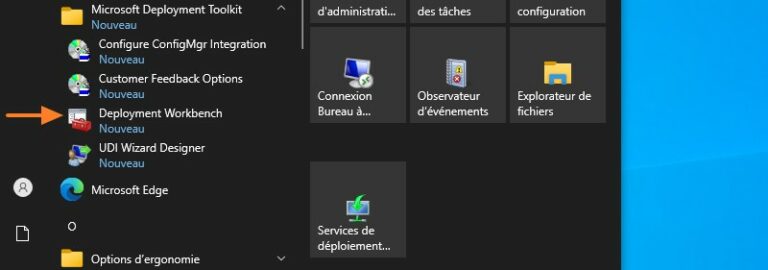 Microsoft Deployment Toolkit
Nouveau
Configure ConfigMgr Integration
Nouveau
Customer Feedback Options
Nouveau
Deployment Workbench
Nouveau
UDI Wizard Designer
Nouveau
Microsoft Edge
O
Options d'ergonomie
d'administrati...
des tâches
configuration
Connexion
Bureau à...
Observateur
d'événements
Explorateur de
fichiers
Services de
déploiement...